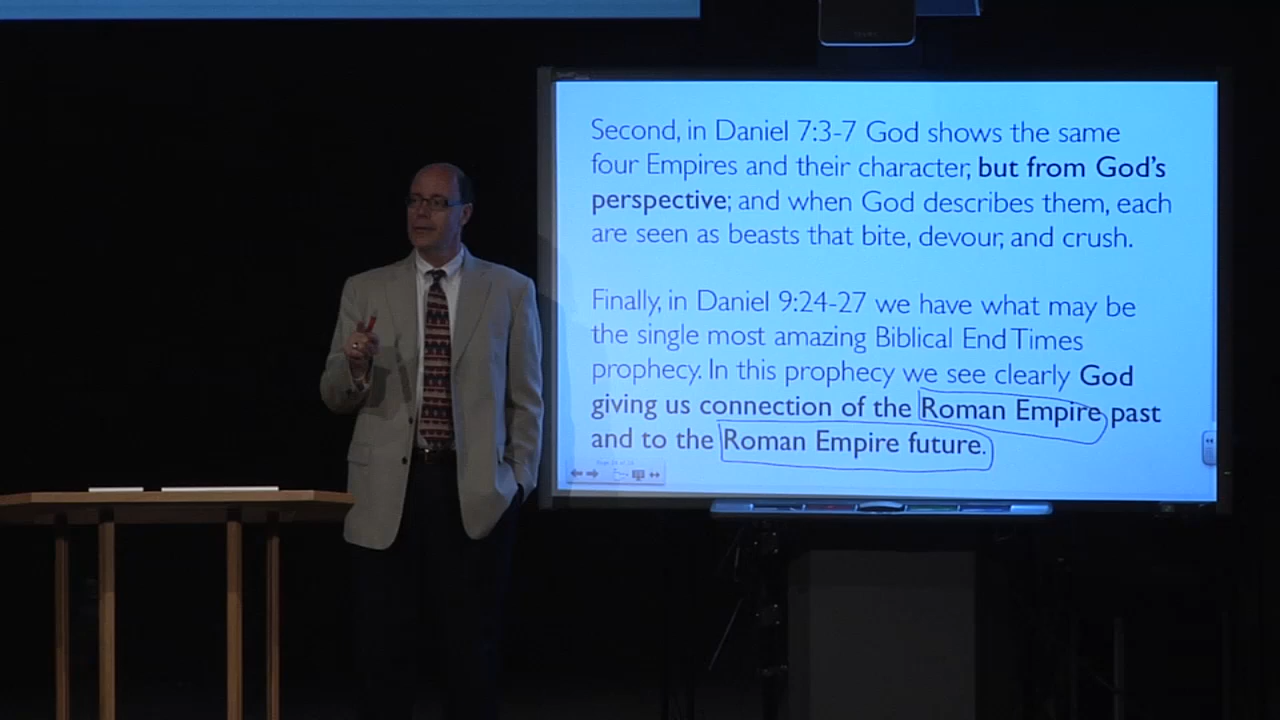 Second, in Daniel 7:3-7 God shows the same
four Empires and their character, but from God's
perspective; and when God describes them, each
are seen as beasts that bite, devour, and crush.
Finally, in Daniel 9:24-27 we have what may be
the single most amazing Biblical End Times
prophecy. In this prophecy we see clearly God
giving us connection of the Roman Empire past
and to the Roman Empire future.